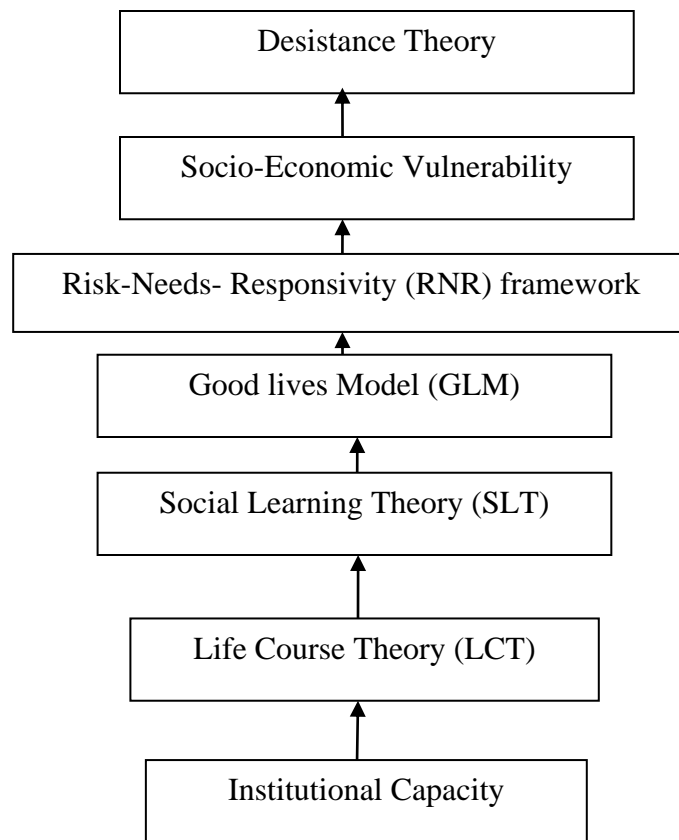 Desistance Theory
Socio-Economic Vulnerability
Risk-Needs- Responsivity (RNR) framework
Good lives Model (GLM)
Social Learning Theory (SLT)
Life Course Theory (LCT)
Institutional Capacity